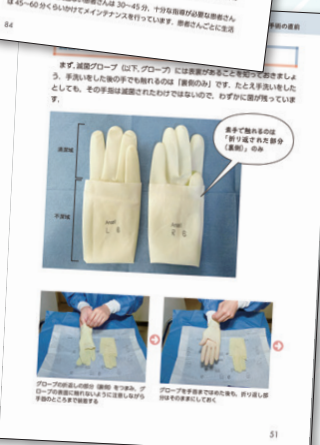 は45〜60分くらいかけてメインテナンスを行っています．患者さんごとに生活
84
手術の直前
まず，滅菌グローブ（以下，グローブ）には表裏があることを知っておきましょ
う．手洗いをした後の手でも触れるのは「裏側のみ」です．たとえ手洗いをした
としても，その手指は滅菌されたわけではないので，わずかに菌が残っていま
す．
素手で触れるのは
「折り返された部分
（裏側）」のみ
不潔域
L 8
R 8
グローブの折返しの部分（裏側）をつまみ，グ
ローブの表面に触れないように注意しながら
手首のところまで装着する
グローブを手首まではめた後も，折り返し部
分はそのままにしておく
51